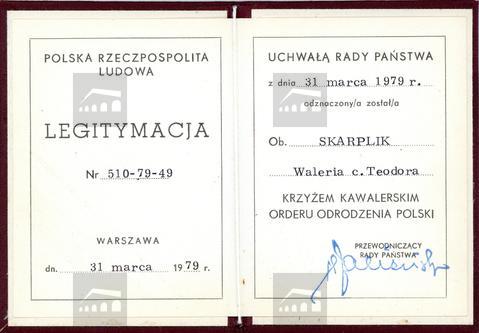 POLSKA RZECZPOSPOLITA
LUDOWA
LEGITYMACJA
Nr 510-79-49
WARSZAWA
dn. 31 marca 1979 r.
UCHWAŁĄ RADY PAŃSTWA
z dnia 31 marca 1979 r.
odznaczony/a został/a
Ob. SKARPLIK
Waleria c. Teodora
KRZYŻEM KAWALERSKIM
ORDERU ODRODZENIA POLSKI
PRZEWODNICZĄCY
RADY PAŃSTWA